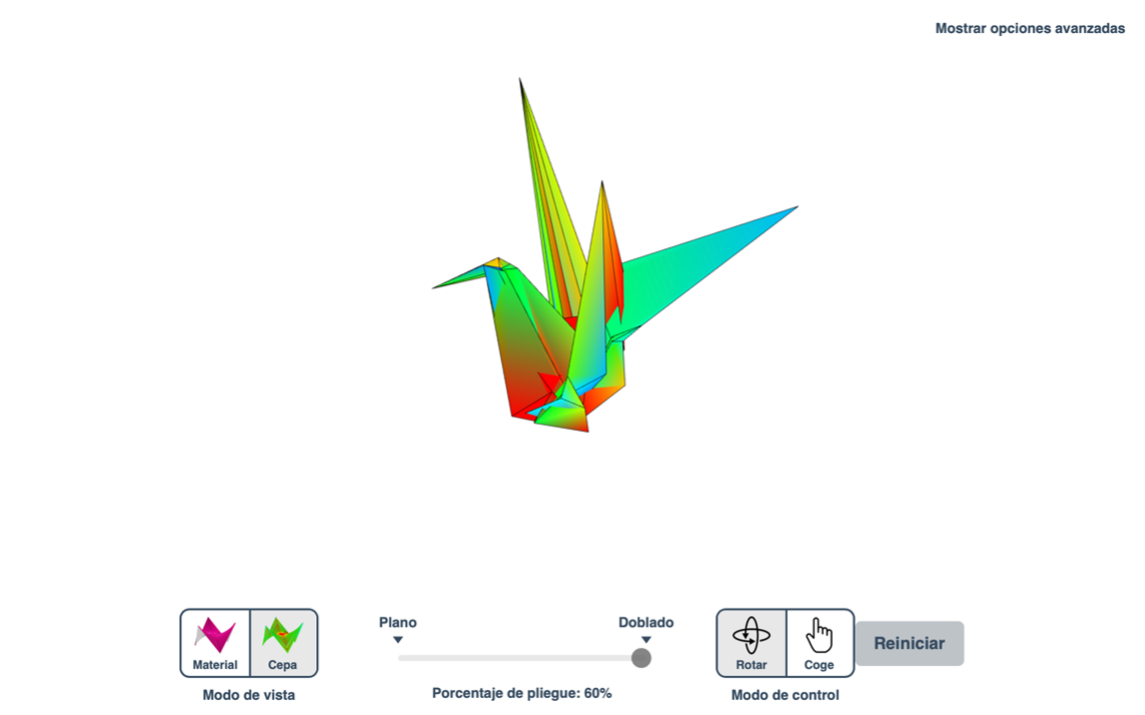 Mostrar opciones avanzadas
Plano
Doblado
Material
Cepa
Rotar
Coge
Reiniciar
Modo de vista
Porcentaje de pliegue: 60%
Modo de control